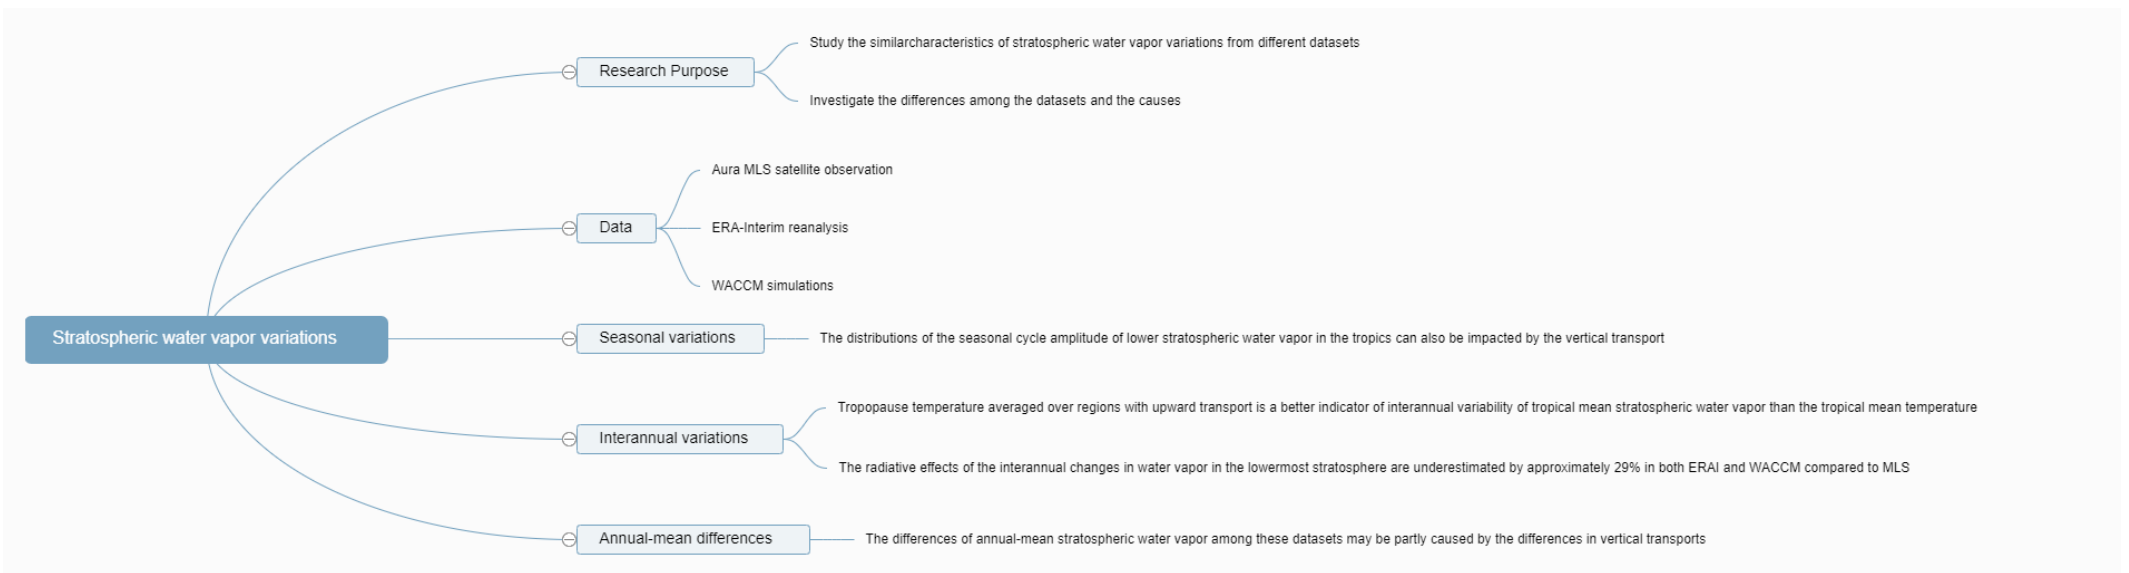 Stratospheric water vapor variations
Research Purpose
Study the similarcharacteristics of stratospheric water vapor variations from different datasets
Investigate the differences among the datasets and the causes
Data
Aura MLS satellite observation
ERA-Interim reanalysis
WACCM simulations
Seasonal variations
The distributions of the seasonal cycle amplitude of lower stratospheric water vapor in the tropics can also be impacted by the vertical transport
Interannual variations
Tropopause temperature averaged over regions with upward transport is a better indicator of interannual variability of tropical mean stratospheric water vapor than the tropical mean temperature
The radiative effects of the interannual changes in water vapor in the lowermost stratosphere are underestimated by approximately 29% in both ERAI and WACCM compared to MLS
Annual-mean differences
The differences of annual-mean stratospheric water vapor among these datasets may be partly caused by the differences in vertical transports